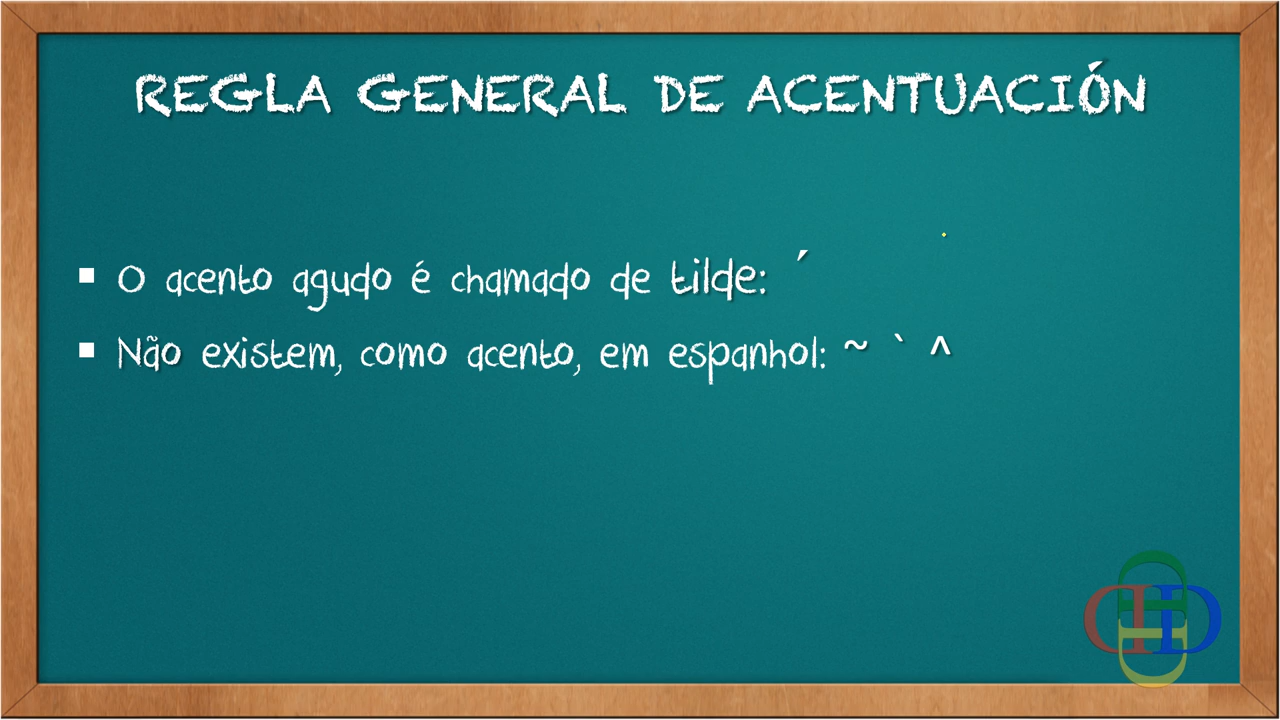 REGLA GENERAL DE ACENTUACIÓN
▪ O acento agudo é chamado de tilde: ´
▪ Não existem, como acento, em espanhol: ~ ` ^